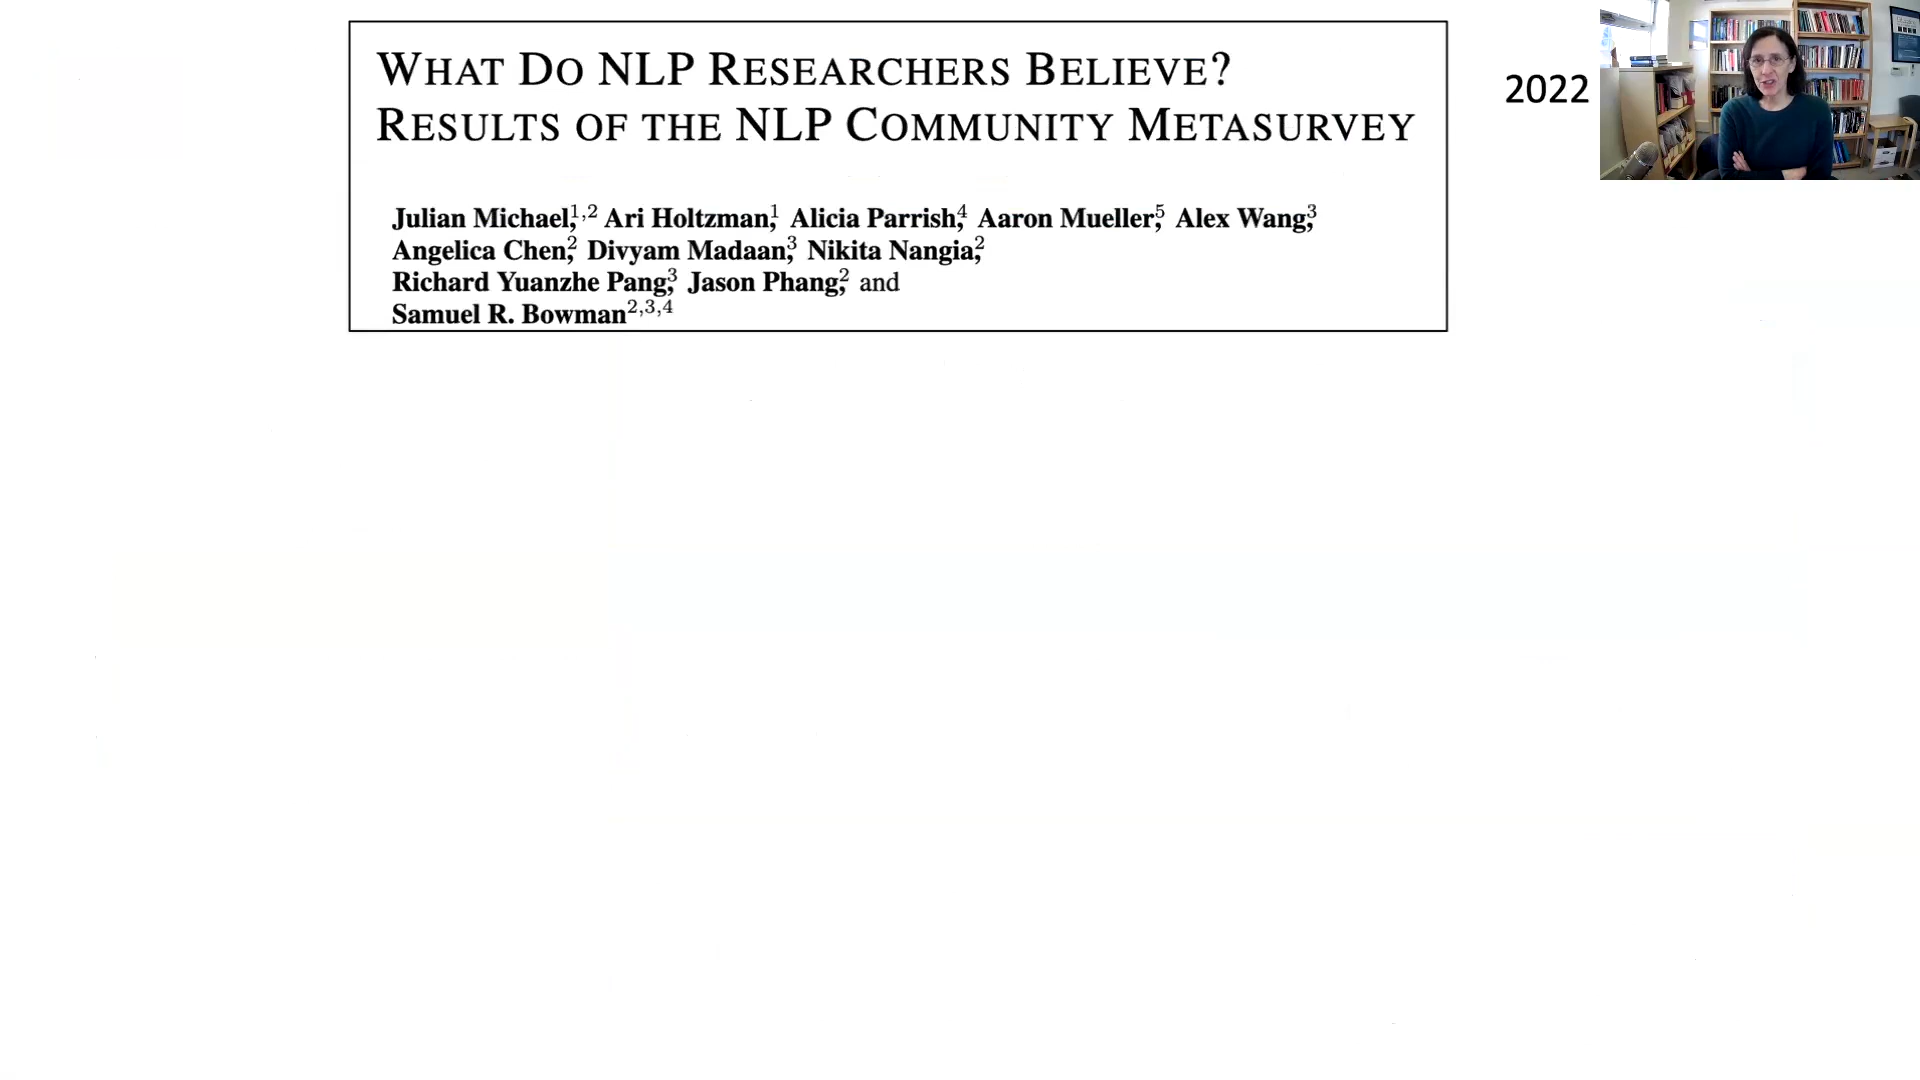 WHAT DO NLP RESEARCHERS BELIEVE?
RESULTS OF THE NLP COMMUNITY METASURVEY
2022
Julian Michael,1,2 Ari Holtzman,1 Alicia Parrish,4 Aaron Mueller,5 Alex Wang,3
Angelica Chen,2 Divyam Madaan,3 Nikita Nangia,2
Richard Yuanzhe Pang,3 Jason Phang,2 and
Samuel R. Bowman2,3,4